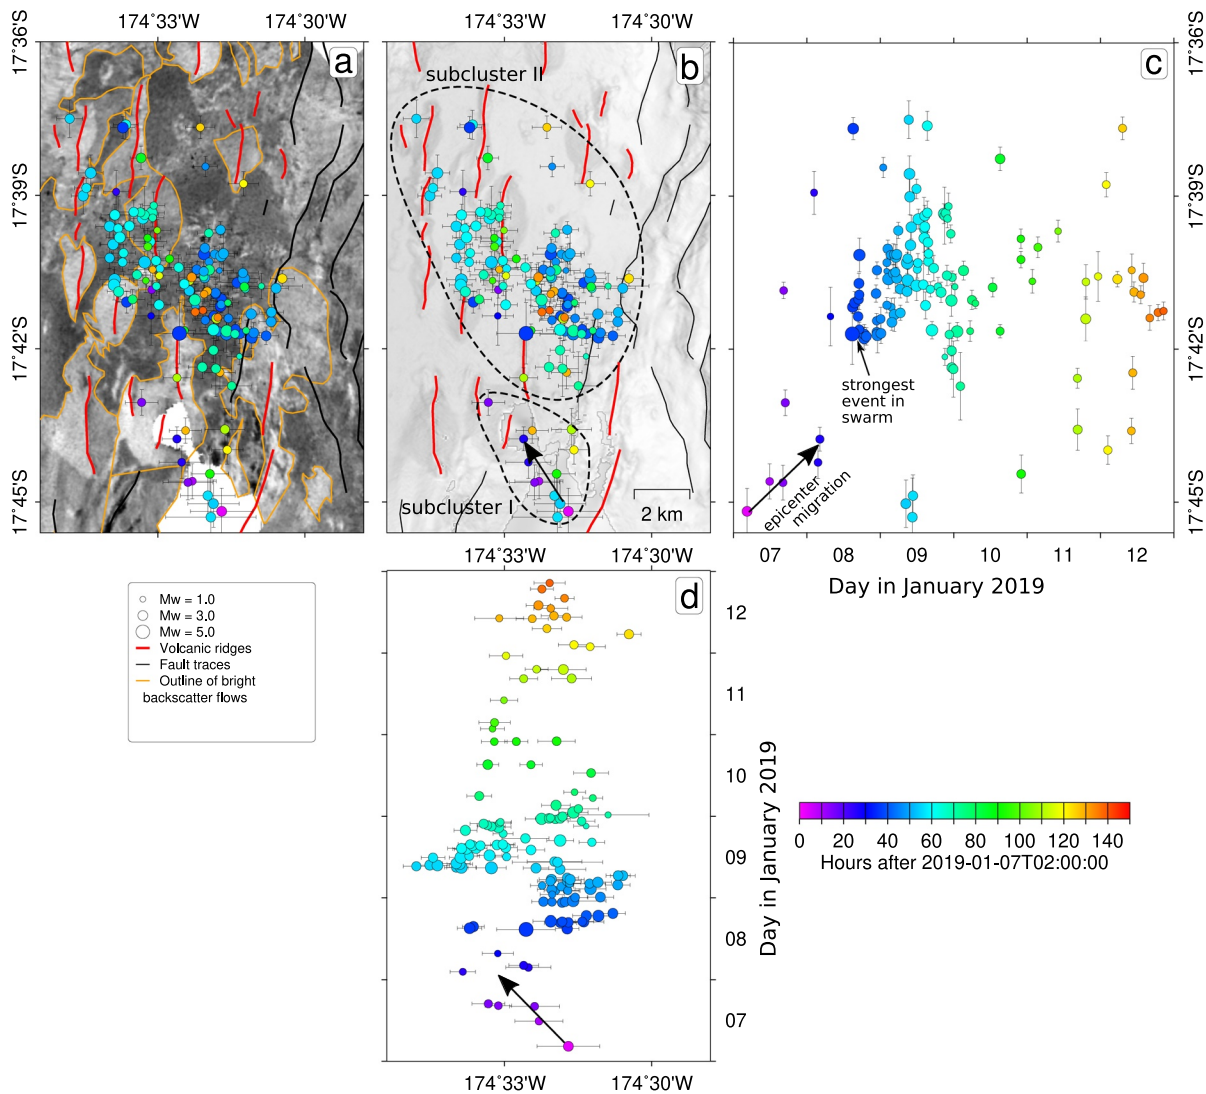 174˚33'W
174˚30'W
174˚33'W
174˚30'W
17˚36'S
17˚39'S
17˚42'S
17˚45'S
a
b
subcluster II
subcluster I
2 km
174˚33'W
174˚30'W
c
strongest
event in
swarm
epicenter
migration
17˚36'S
17˚39'S
17˚42'S
17˚45'S
07
08
09
10
11
12
Day in January 2019
Mw = 1.0
Mw = 3.0
Mw = 5.0
Volcanic ridges
Fault traces
Outline of bright
backscatter flows
d
12
11
10
09
08
07
Day in January 2019
174˚33'W
174˚30'W
0 20 40 60 80 100 120 140
Hours after 2019-01-07T02:00:00